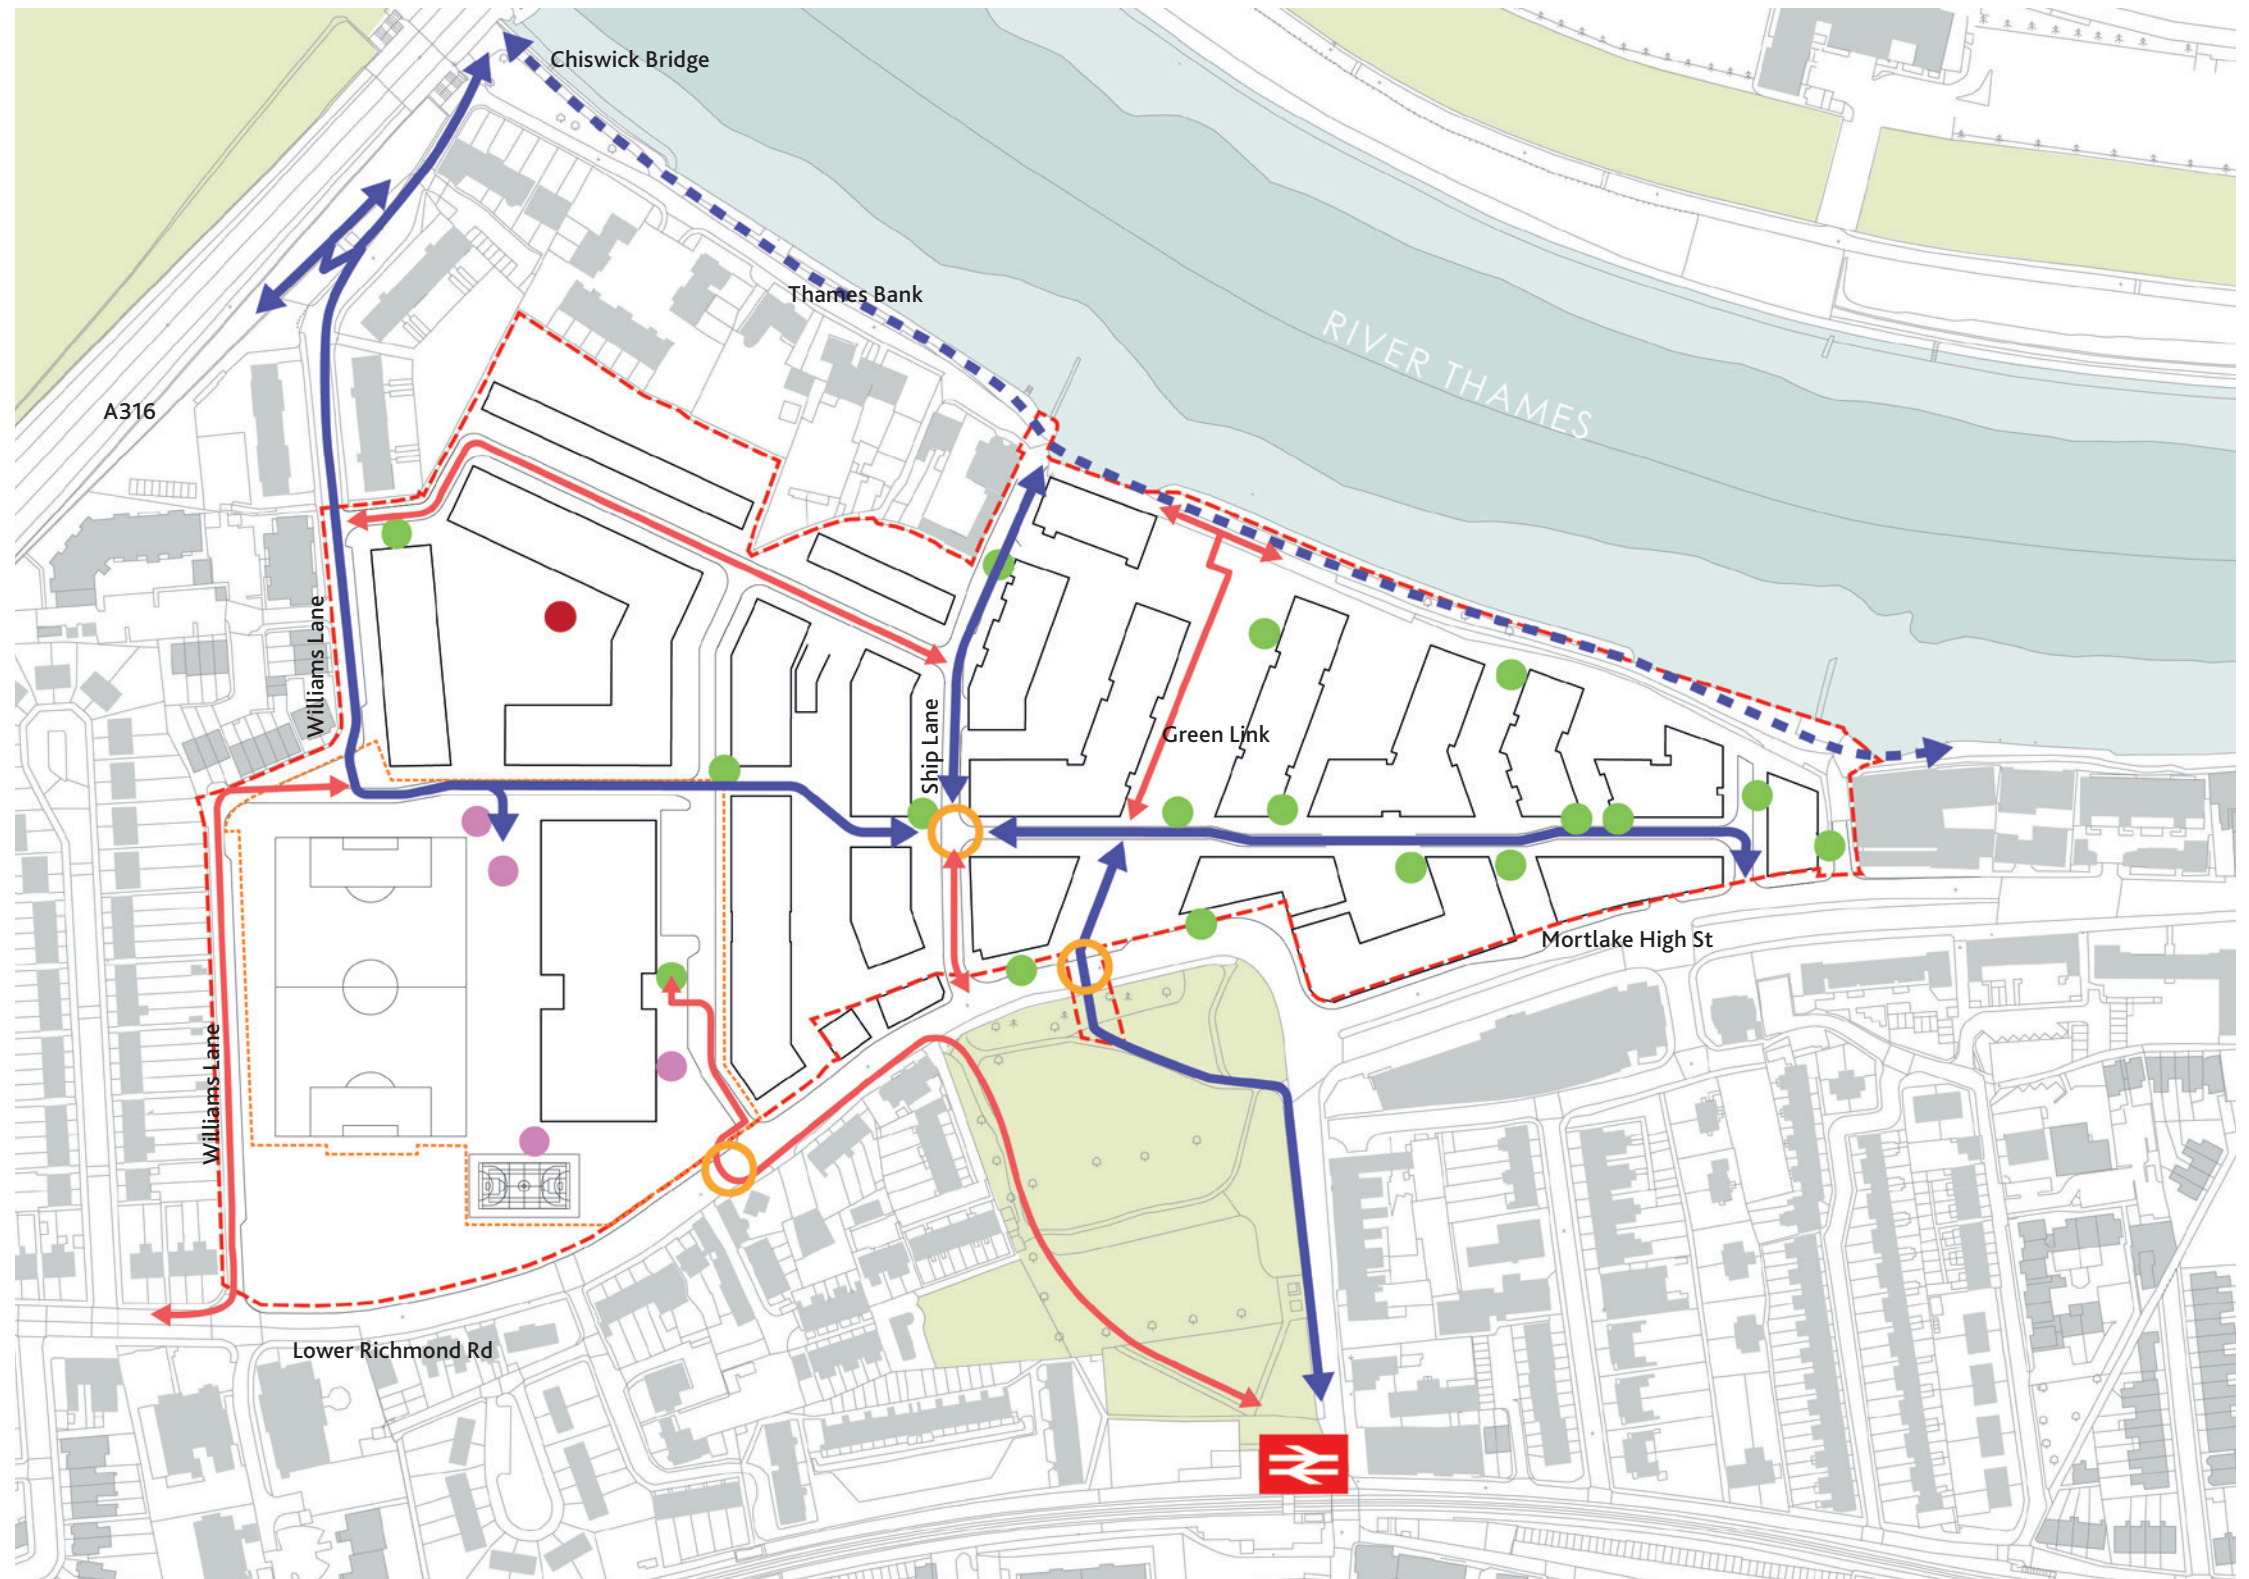 Chiswick Bridge
Thames Bank
RIVER THAMES
A316
Williams Lane
Ship Lane
Green Link
Mortlake High St
Williams Lane
Lower Richmond Rd